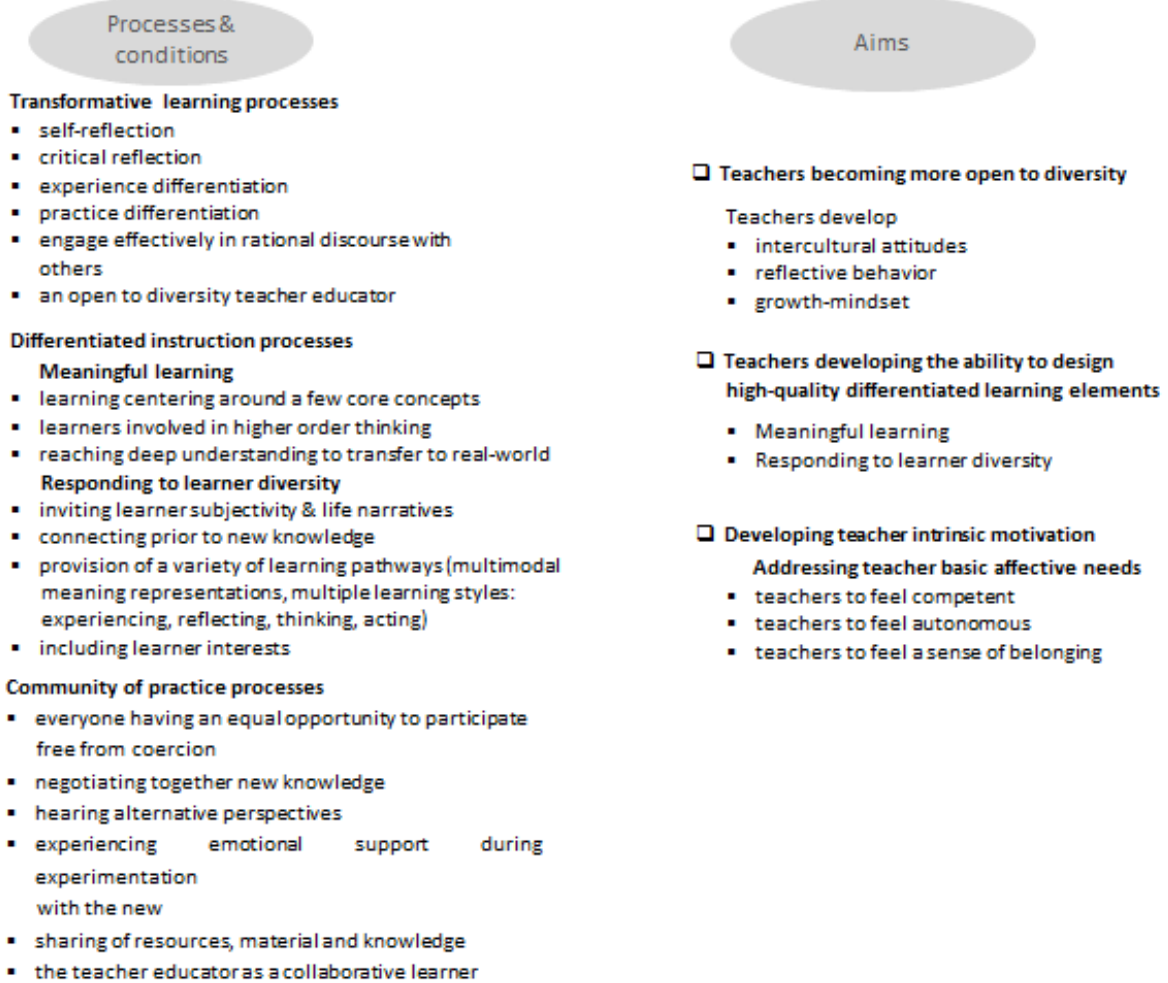 Processes &
conditions
Transformative learning processes
▪ self-reflection
▪ critical reflection
▪ experience differentiation
▪ practice differentiation
▪ engage effectively in rational discourse with
others
▪ an open to diversity teacher educator
Differentiated instruction processes
Meaningful learning
▪ learning centering around a few core concepts
▪ learners involved in higher order thinking
▪ reaching deep understanding to transfer to real-world
Responding to learner diversity
▪ inviting learner subjectivity & life narratives
▪ connecting prior to new knowledge
▪ provision of a variety of learning pathways (multimodal
meaning representations, multiple learning styles:
experiencing, reflecting, thinking, acting)
▪ including learner interests
Community of practice processes
▪ everyone having an equal opportunity to participate
free from coercion
▪ negotiating together new knowledge
▪ hearing alternative perspectives
▪ experiencing emotional support during
experimentation
with the new
▪ sharing of resources, material and knowledge
▪ the teacher educator as a collaborative learner
Aims
❑ Teachers becoming more open to diversity
Teachers develop
▪ intercultural attitudes
▪ reflective behavior
▪ growth-mindset
❑ Teachers developing the ability to design
high-quality differentiated learning elements
▪ Meaningful learning
▪ Responding to learner diversity
❑ Developing teacher intrinsic motivation
Addressing teacher basic affective needs
▪ teachers to feel competent
▪ teachers to feel autonomous
▪ teachers to feel a sense of belonging